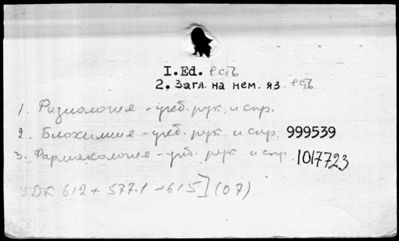 I.Ed. есть
2. Загл. на нем. яз. есть
1. Физиология - учеб. рук. и спр.
2. Биохимия - учеб. рук. и спр. 999539
3. Фармакология - учеб. рук. и спр. 1017723
УДК 612 + 577.1 + 615](07)